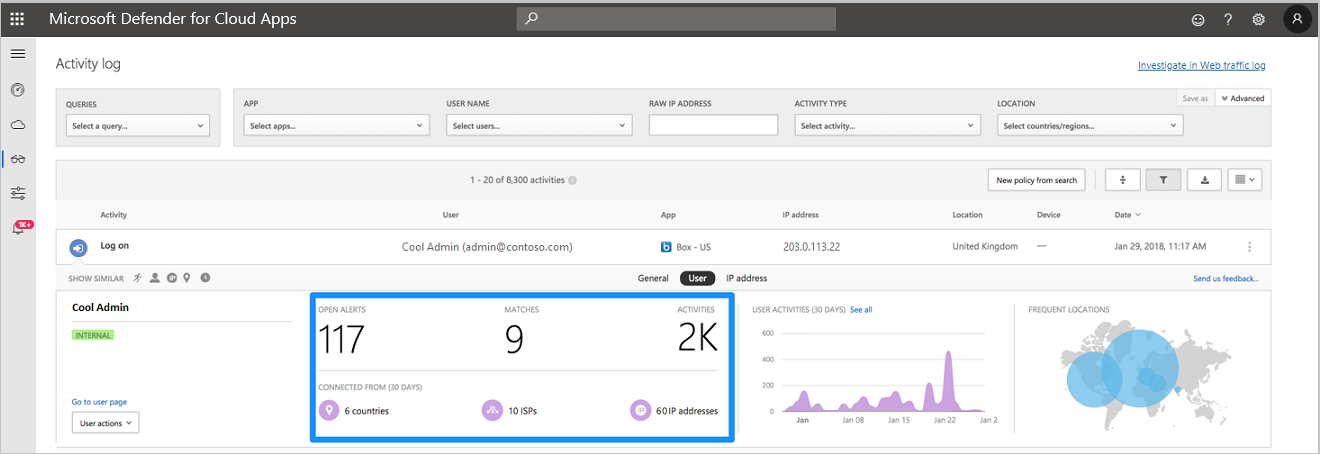 Microsoft Defender for Cloud Apps
?
Activity log
Investigate in Web traffic log
QUERIES
Select a query...
APP
Select apps...
USER NAME
Select users...
RAW IP ADDRESS
ACTIVITY TYPE
Select activity...
LOCATION
Select countries/regions...
Save as
Advanced
1 - 20 of 8,300 activities
New policy from search
1K+
Activity User App IP address Location Device Date
Log on Cool Admin (admin@contoso.com) Box - US 203.0.113.22 United Kingdom — Jan 29, 2018, 11:17 AM
SHOW SIMILAR
General User IP address
Send us feedback...
Cool Admin
INTERNAL
Go to user page
User actions
OPEN ALERTS MATCHES ACTIVITIES
117 9 2K
CONNECTED FROM (30 DAYS)
6 countries 10 ISPs IP 60 IP addresses
USER ACTIVITIES (30 DAYS) See all
600
400
200
0
Jan Jan 08 Jan 15 Jan 22 Jan 2
FREQUENT LOCATIONS